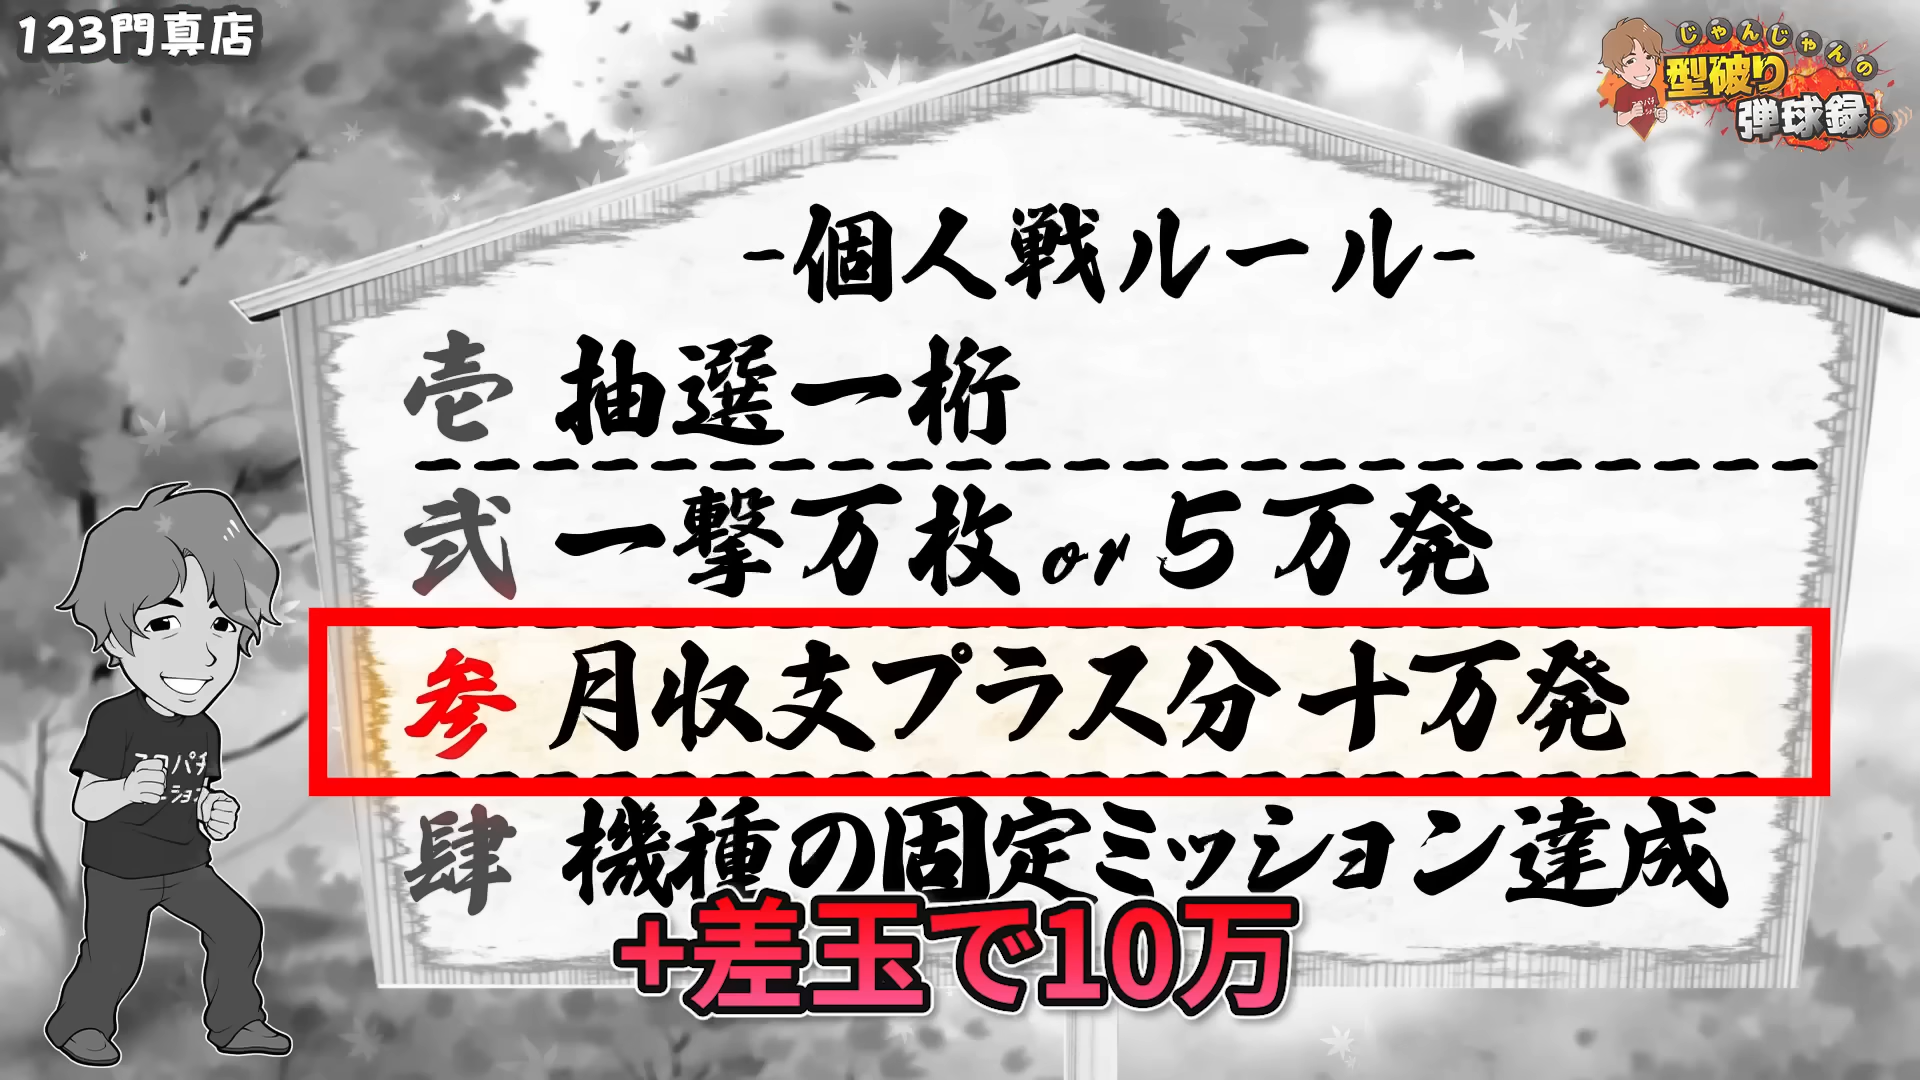 123門真店
じゃんじゃんの
型破り
弾球録
-個人戦ルール-
壱 抽選一桁
弐 一撃万枚or5万発
参 月収支プラス分十万発
肆 機種の固定ミッション達成
+差玉で10万